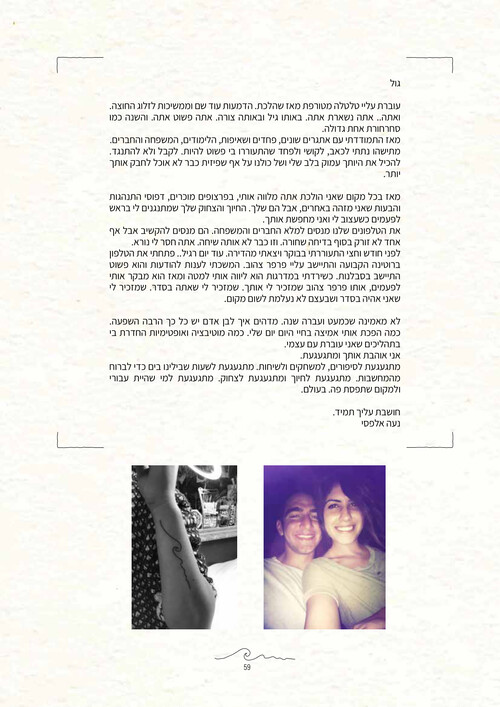 גול
עוברת עליי טלטלה מטורפת מאז שהלכת. הדמעות עוד שם וממשיכות לזלוג החוצה.
ואתה.. אתה נשארת אתה. באותו גיל ובאותה צורה. אתה פשוט אתה. והשנה כמו
סחרחורת אחת גדולה.
מאז התמודדתי עם אתגרים שונים, פחדים ושאיפות, הלימודים, המשפחה והחברים.
מתישהו נתתי לכאב, לקושי ולפחד שהתעוררו בי פשוט להיות. לקבל ולא להתנגד.
להכיל את היותך עמוק בלב שלי ושל כולנו על אף שפיזית כבר לא אוכל לחבק אותך
יותר.
מאז בכל מקום שאני הולכת אתה מלווה אותי, בפרצופים מוכרים, דפוסי התנהגות
והבעות שאני מזהה באחרים, אבל הם שלך. החיוך והצחוק שלך שמתנגנים לי בראש
לפעמים כשעצוב לי ואני מחפשת אותך.
את הטלפונים שלנו מנסים למלא החברים והמשפחה. הם מנסים להקשיב אבל אף
אחד לא זורק בסוף בדיחה שחורה. וזו כבר לא אותה שיחה. אתה חסר לי נורא.
לפני חודש וחצי התעוררתי בבוקר ויצאתי מהדירה. עוד יום רגיל.. פתחתי את הטלפון
ברוטינה הקבועה והתיישב עליי פרפר צהוב. המשכתי לענות להודעות והוא פשוט
התיישב בסבלנות. כשירדתי במדרגות הוא ליווה אותי למטה ומאז הוא מבקר אותי
לפעמים, אותו פרפר צהוב שמזכיר לי אותך. שמזכיר לי שאתה בסדר. שמזכיר לי
שאני אהיה בסדר ושבעצם לא נעלמת לשום מקום.
לא מאמינה שכמעט ועברה שנה. מדהים איך לבן אדם יש כל כך הרבה השפעה.
כמה הפכת אותי אמיצה בחיי היום יום שלי. כמה מוטיבציה ואופטימיות החדרת בי
בתהליכים שאני עוברת עם עצמי.
אני אוהבת אותך ומתגעגעת.
מתגעגעת לסיפורים, למשחקים ולשיחות. מתגעגעת לשעות שבילינו בים כדי לברוח
מהמחשבות. מתגעגעת לחיוך ומתגעגעת לצחוק. מתגעגעת למי שהיית עבורי
ולמקום שתפסת פה. בעולם.
חושבת עליך תמיד.
נעה אלפסי
59